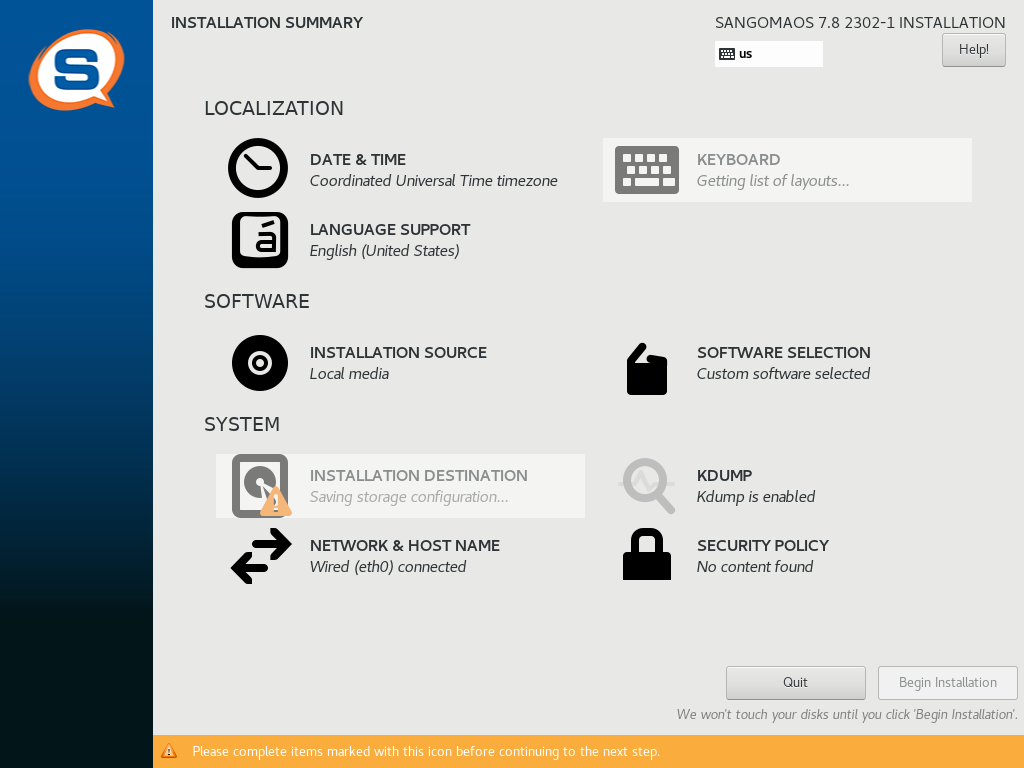 INSTALLATION SUMMARY
SANGOMAOS 7.8 2302-1 INSTALLATION
us
Help!
LOCALIZATION
DATE & TIME
Coordinated Universal Time timezone
KEYBOARD
Getting list of layouts...
LANGUAGE SUPPORT
English (United States)
SOFTWARE
INSTALLATION SOURCE
Local media
SOFTWARE SELECTION
Custom software selected
SYSTEM
INSTALLATION DESTINATION
Saving storage configuration...
KDUMP
Kdump is enabled
NETWORK & HOST NAME
Wired (eth0) connected
SECURITY POLICY
No content found
Quit
Begin Installation
We won't touch your disks until you click 'Begin Installation'.
Please complete items marked with this icon before continuing to the next step.